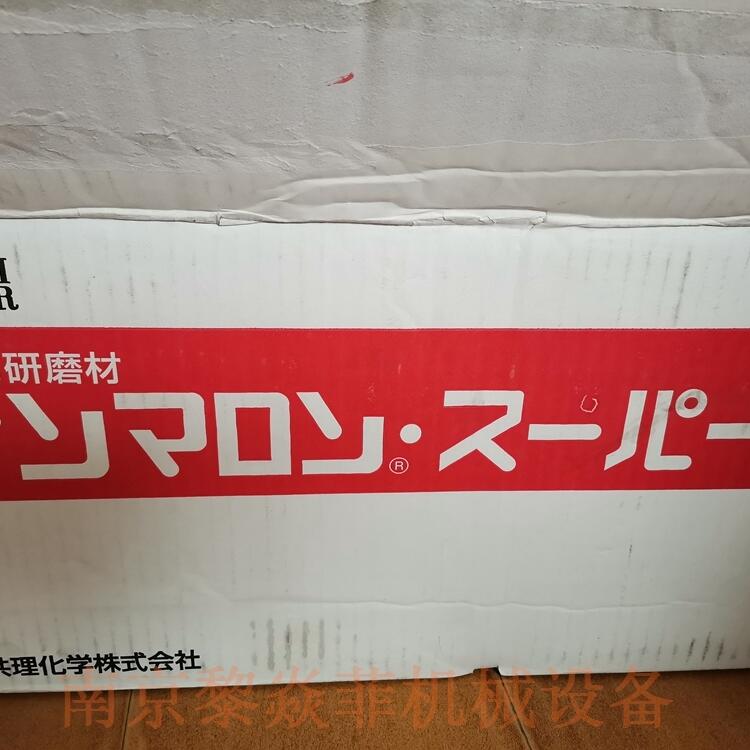 研磨材
ンマロン®・スーパー
共理化学株式会社
南京黎焱菲机械设备